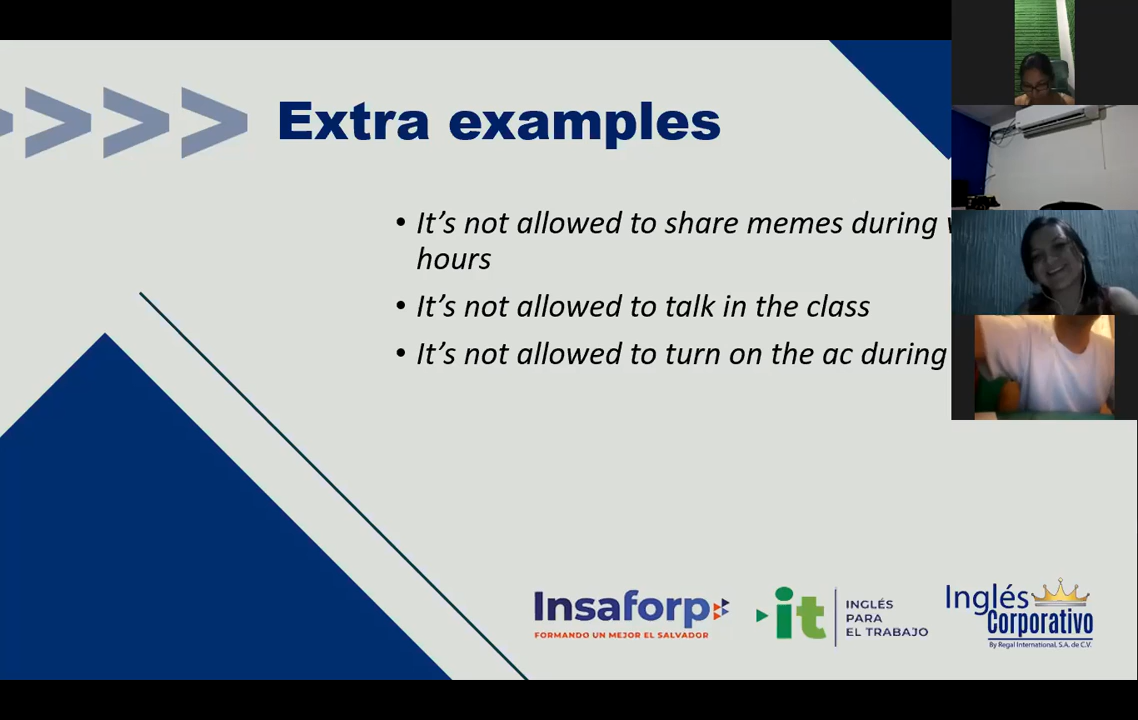 Extra examples
• It's not allowed to share memes during
hours
• It's not allowed to talk in the class
• It's not allowed to turn on the ac during
Insaforp
FORMANDO UN MEJOR EL SALVADOR
it
INGLÉS
PARA
EL TRABAJO
Inglés
Corporativo
By Regal International, S.A. de C.V.